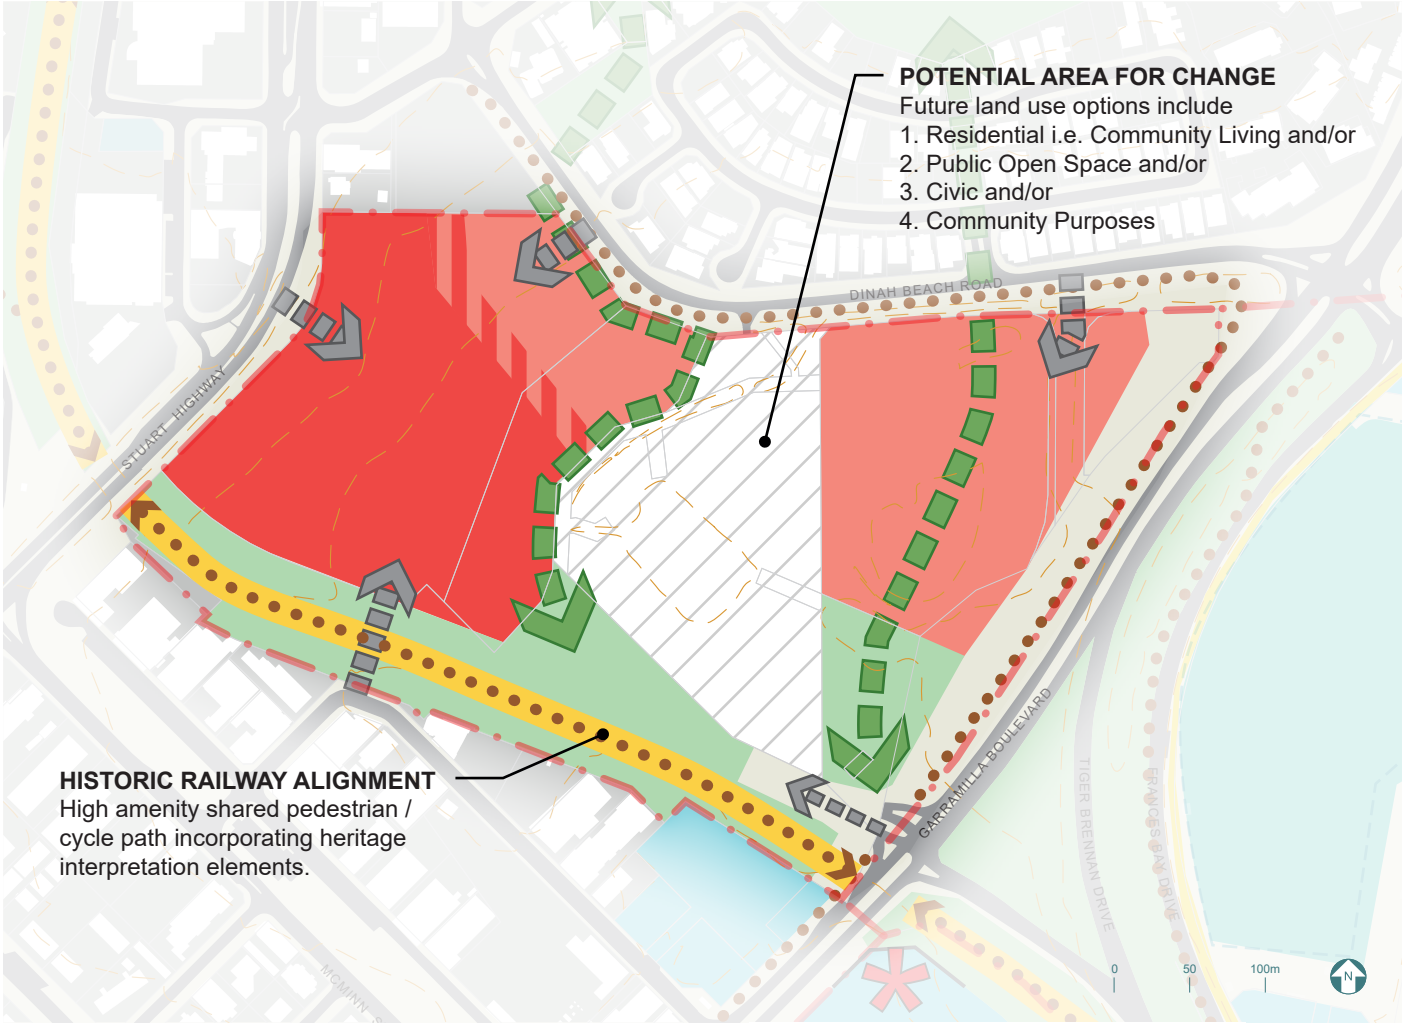 POTENTIAL AREA FOR CHANGE
Future land use options include
1. Residential i.e. Community Living and/or
2. Public Open Space and/or
3. Civic and/or
4. Community Purposes
DINAH BEACH ROAD
STUART HIGHWAY
HISTORIC RAILWAY ALIGNMENT
High amenity shared pedestrian /
cycle path incorporating heritage
interpretation elements.
GARRAMILLA BOULEVARD
TIGER BRENNAN DRIVE
FRANCES BAY DRIVE
MCMINN S
0 50 100m
N